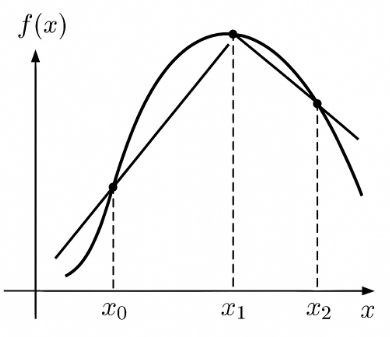 f(x)
x₀ x₁ x₂ x